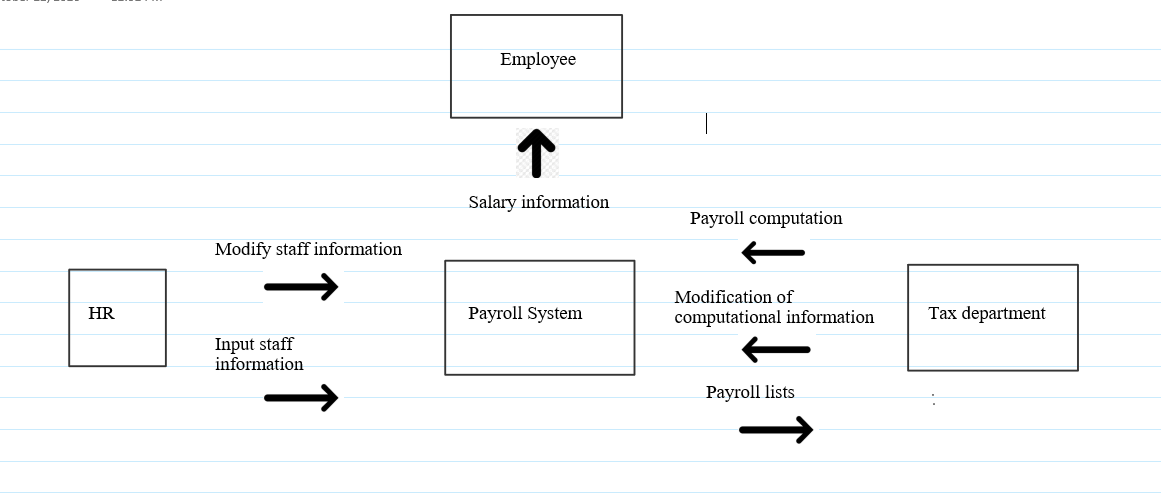 Employee
Salary information
Payroll computation
Modify staff information
HR
Payroll System
Modification of
computational information
Tax department
Input staff
information
Payroll lists
: